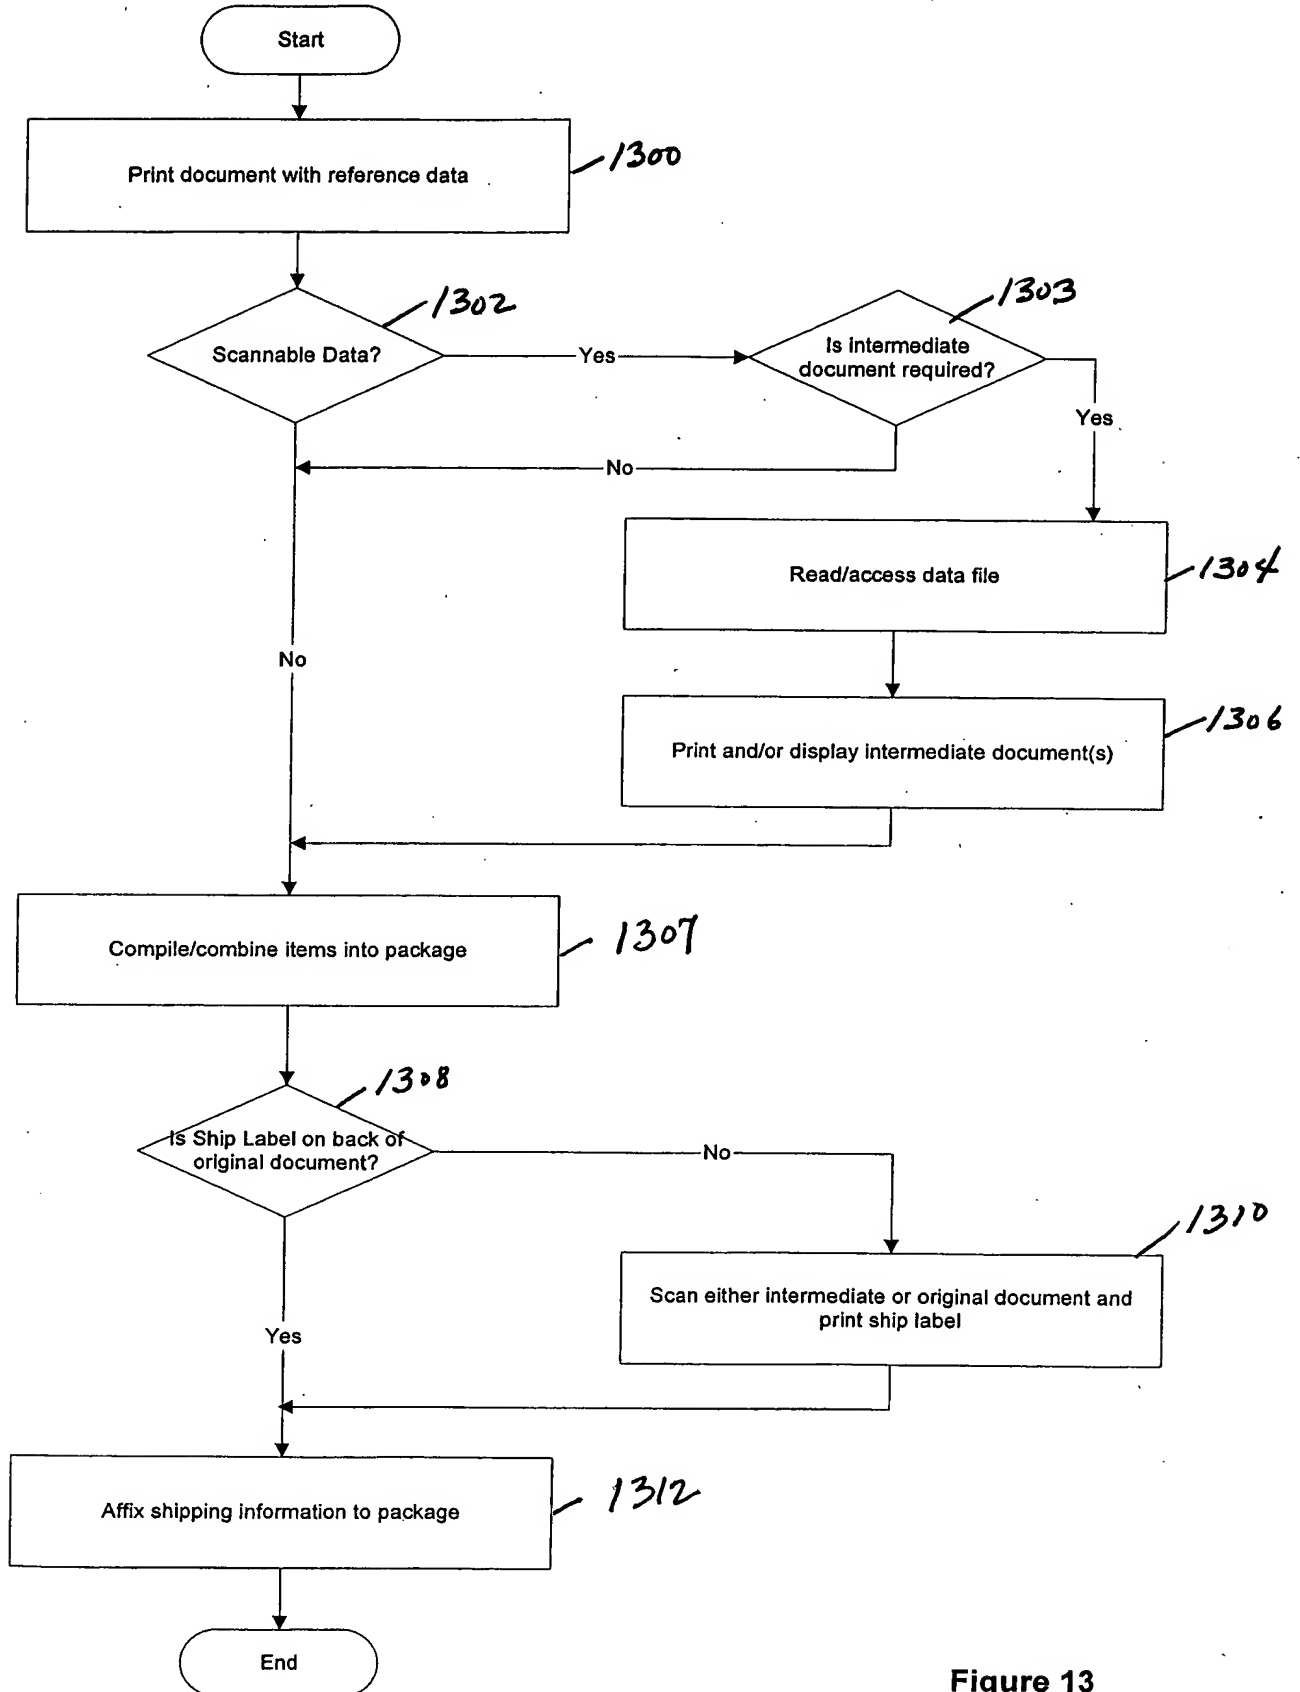 Start
Print document with reference data
1300
Scannable Data?
1302
Yes
Is intermediate
document required?
1303
Yes
No
Read/access data file
1304
No
Print and/or display intermediate document(s)
1306
Compile/combine items into package
1307
Is Ship Label on back of
original document?
1308
No
Scan either intermediate or original document and
print ship label
1310
Yes
Affix shipping information to package
1312
End
Figure 13